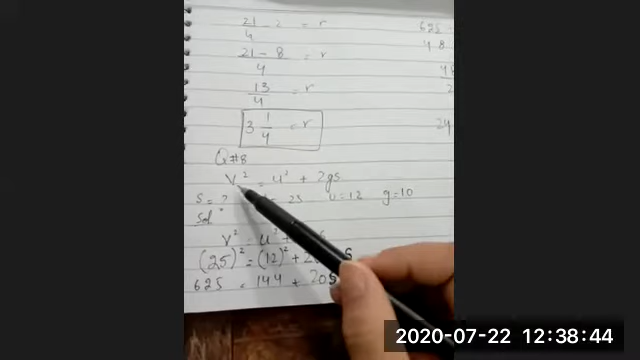 21/4 - 2 = r
21 - 8/4 = r
13/4 = r
3 1/4 = r
625
48
24
Q#8
v² = u² + 2gs
s = ? = 25 u = 12 g = 10
Sol
v² = u² +
(25)² = (12)² + 2 s
625 = 144 + 20s
2020-07-22 12:38:44